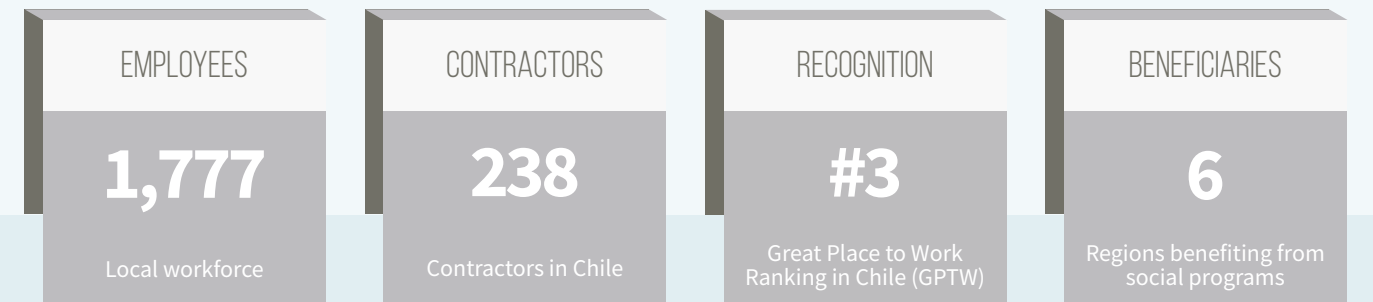 EMPLOYEES
1,777
Local workforce
CONTRACTORS
238
Contractors in Chile
RECOGNITION
#3
Great Place to Work
Ranking in Chile (GPTW)
BENEFICIARIES
6
Regions benefiting from
social programs